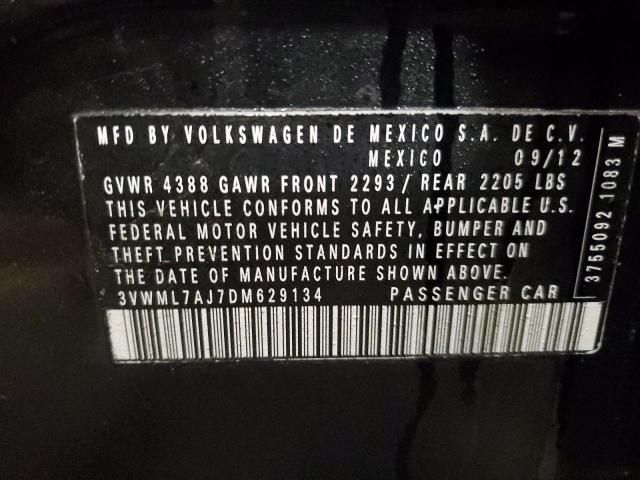 MFD BY VOLKSWAGEN DE MEXICO S.A. DE C.V.
MEXICO 09/12
GVWR 4388 GAWR FRONT 2293/ REAR 2205 LBS
THIS VEHICLE CONFORMS TO ALL APPLICABLE U.S.
FEDERAL MOTOR VEHICLE SAFETY, BUMPER AND
THEFT PREVENTION STANDARDS IN EFFECT ON
THE DATE OF MANUFACTURE SHOWN ABOVE.
3VWML7AJ7DM629134 PASSENGER CAR
3755092 1083 M